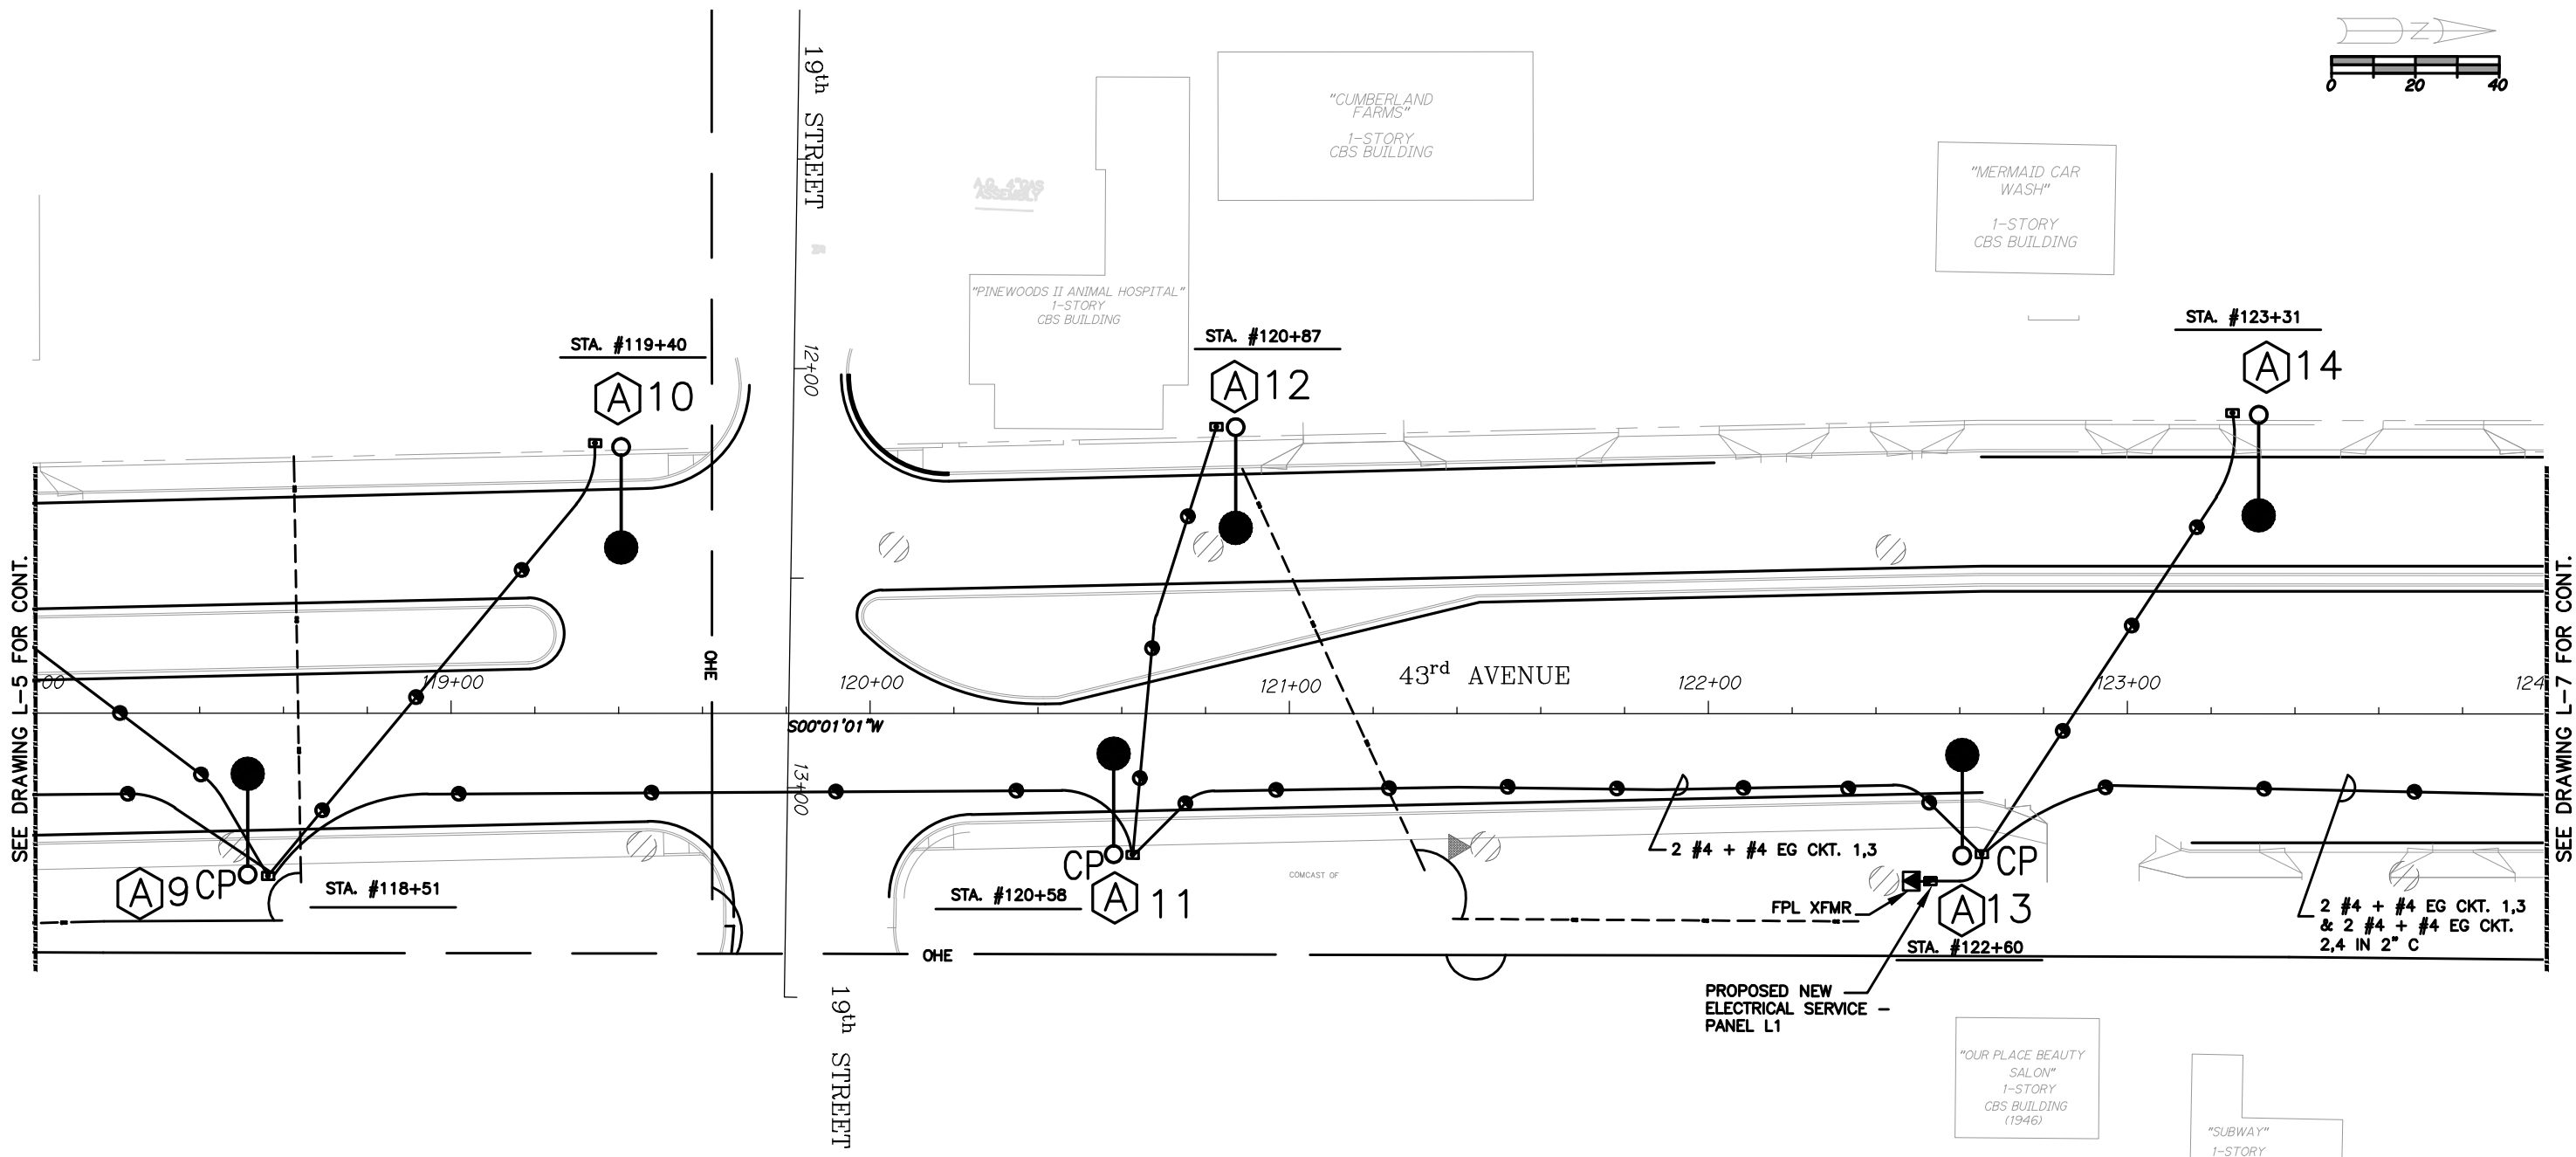 N
0 20 40
19th STREET
"CUMBERLAND
FARMS"
1-STORY
CBS BUILDING
"MERMAID CAR
WASH"
1-STORY
CBS BUILDING
A.O. 4"GAS
ASSEMBLY
"PINEWOODS II ANIMAL HOSPITAL"
1-STORY
CBS BUILDING
STA. #119+40
A 10
12+00
STA. #120+87
A 12
STA. #123+31
A 14
SEE DRAWING L-5 FOR CONT.
SEE DRAWING L-7 FOR CONT.
OHE
00
119+00
120+00
121+00
43rd AVENUE
122+00
123+00
124
S00°01'01"W
13+00
A 9 CP
STA. #118+51
CP
A 11
STA. #120+58
COMCAST OF
2 #4 + #4 EG CKT. 1,3
CP
A 13
FPL XFMR
STA. #122+60
2 #4 + #4 EG CKT. 1,3
& 2 #4 + #4 EG CKT.
2,4 IN 2" C
OHE
PROPOSED NEW
ELECTRICAL SERVICE -
PANEL L1
19th STREET
"OUR PLACE BEAUTY
SALON"
1-STORY
CBS BUILDING
(1946)
"SUBWAY"
1-STORY